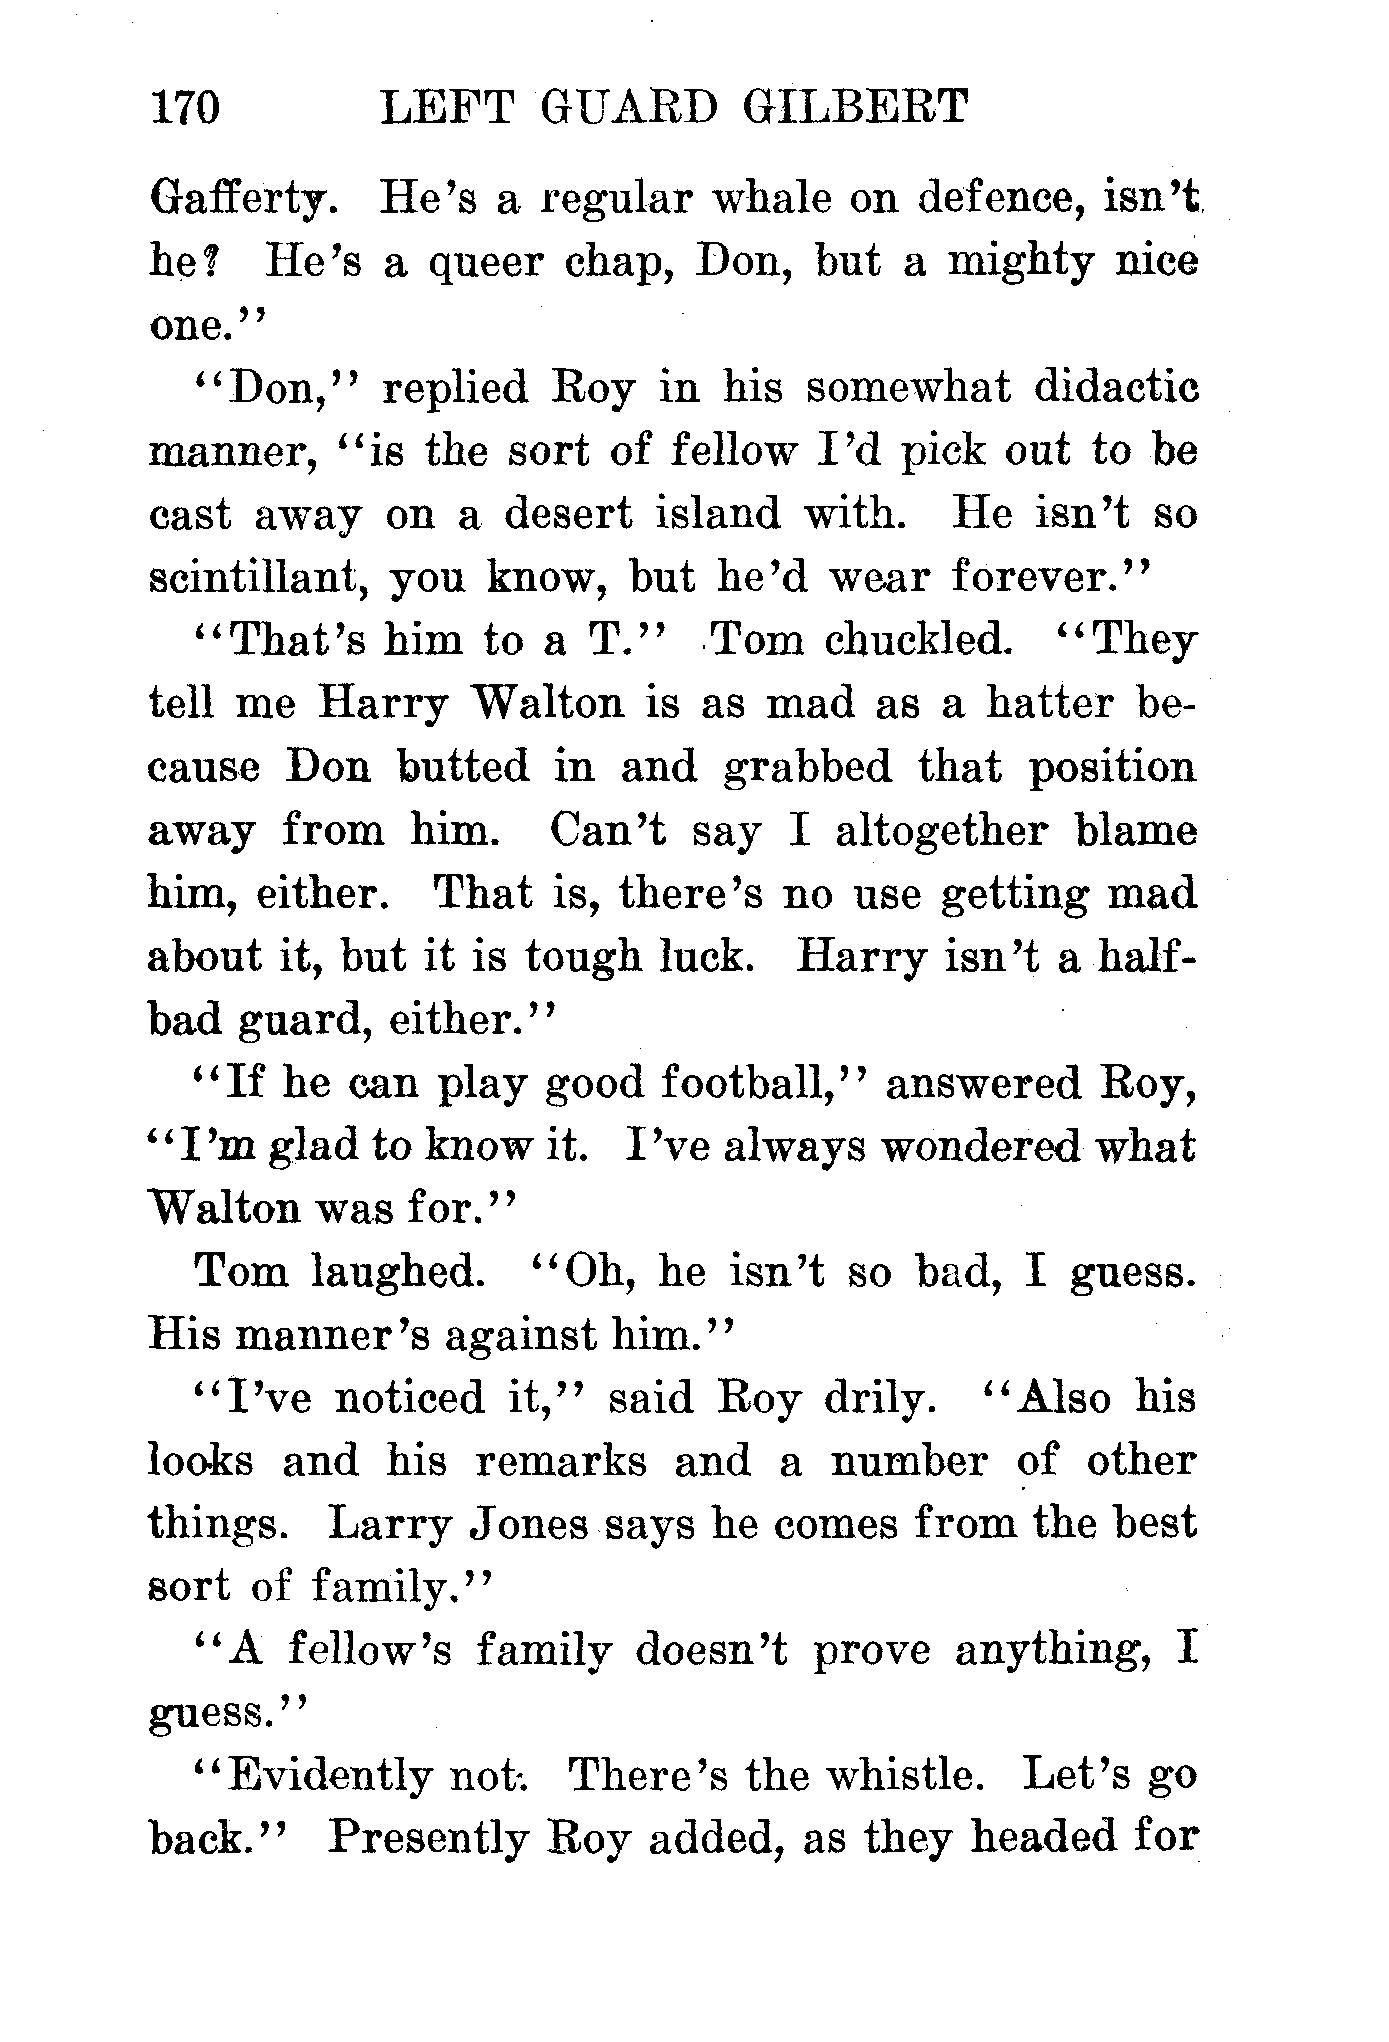 170 LEFT GUARD GILBERT
Gafferty. He's a regular whale on defence, isn't
he? He's a queer chap, Don, but a mighty nice
one."
"Don," replied Roy in his somewhat didactic
manner, "is the sort of fellow I'd pick out to be
cast away on a desert island with. He isn't so
scintillant, you know, but he'd wear forever."
"That's him to a T." Tom chuckled. "They
tell me Harry Walton is as mad as a hatter be-
cause Don butted in and grabbed that position
away from him. Can't say I altogether blame
him, either. That is, there's no use getting mad
about it, but it is tough luck. Harry isn't a half-
bad guard, either."
"If he can play good football," answered Roy,
"I'm glad to know it. I've always wondered what
Walton was for."
Tom laughed. "Oh, he isn't so bad, I guess.
His manner's against him."
"I've noticed it," said Roy drily. "Also his
looks and his remarks and a number of other
things. Larry Jones says he comes from the best
sort of family."
"A fellow's family doesn't prove anything, I
guess."
"Evidently not. There's the whistle. Let's go
back." Presently Roy added, as they headed for